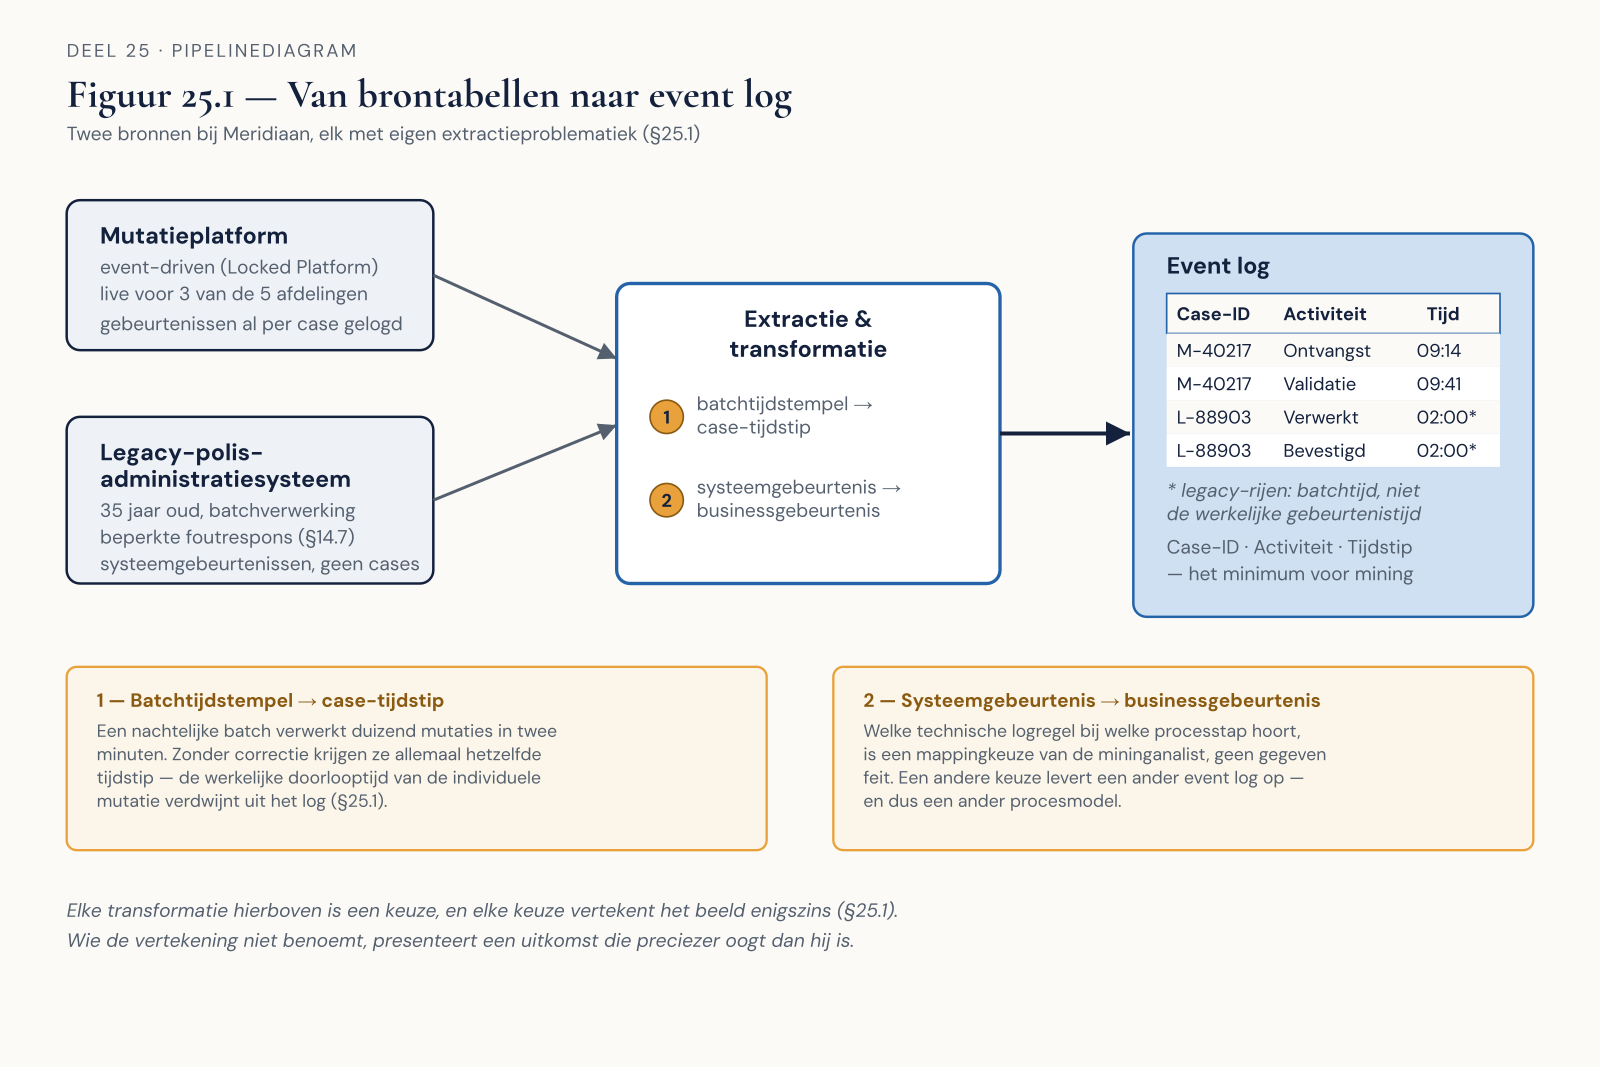 DEEL 25 · PIPELINEDIAGRAM
Figuur 25.1 — Van brontabellen naar event log
Twee bronnen bij Meridiaan, elk met eigen extractieproblematiek (§25.1)
Mutatieplatform
event-driven (Locked Platform)
live voor 3 van de 5 afdelingen
gebeurtenissen al per case gelogd
Legacy-polis-
administratiesysteem
35 jaar oud, batchverwerking
beperkte foutrespons (§14.7)
systeemgebeurtenissen, geen cases
Extractie &
transformatie
1 batchtijdstempel →
case-tijdstip
2 systeemgebeurtenis →
businessgebeurtenis
Event log
Case-ID Activiteit Tijd
M-40217 Ontvangst 09:14
M-40217 Validatie 09:41
L-88903 Verwerkt 02:00*
L-88903 Bevestigd 02:00*
* legacy-rijen: batchtijd, niet
de werkelijke gebeurtenistijd
Case-ID · Activiteit · Tijdstip
— het minimum voor mining
1 — Batchtijdstempel → case-tijdstip
Een nachtelijke batch verwerkt duizend mutaties in twee
minuten. Zonder correctie krijgen ze allemaal hetzelfde
tijdstip — de werkelijke doorlooptijd van de individuele
mutatie verdwijnt uit het log (§25.1).
2 — Systeemgebeurtenis → businessgebeurtenis
Welke technische logregel bij welke processtap hoort,
is een mappingkeuze van de mininganalist, geen gegeven
feit. Een andere keuze levert een ander event log op —
en dus een ander procesmodel.
Elke transformatie hierboven is een keuze, en elke keuze vertekent het beeld enigszins (§25.1).
Wie de vertekening niet benoemt, presenteert een uitkomst die preciezer oogt dan hij is.